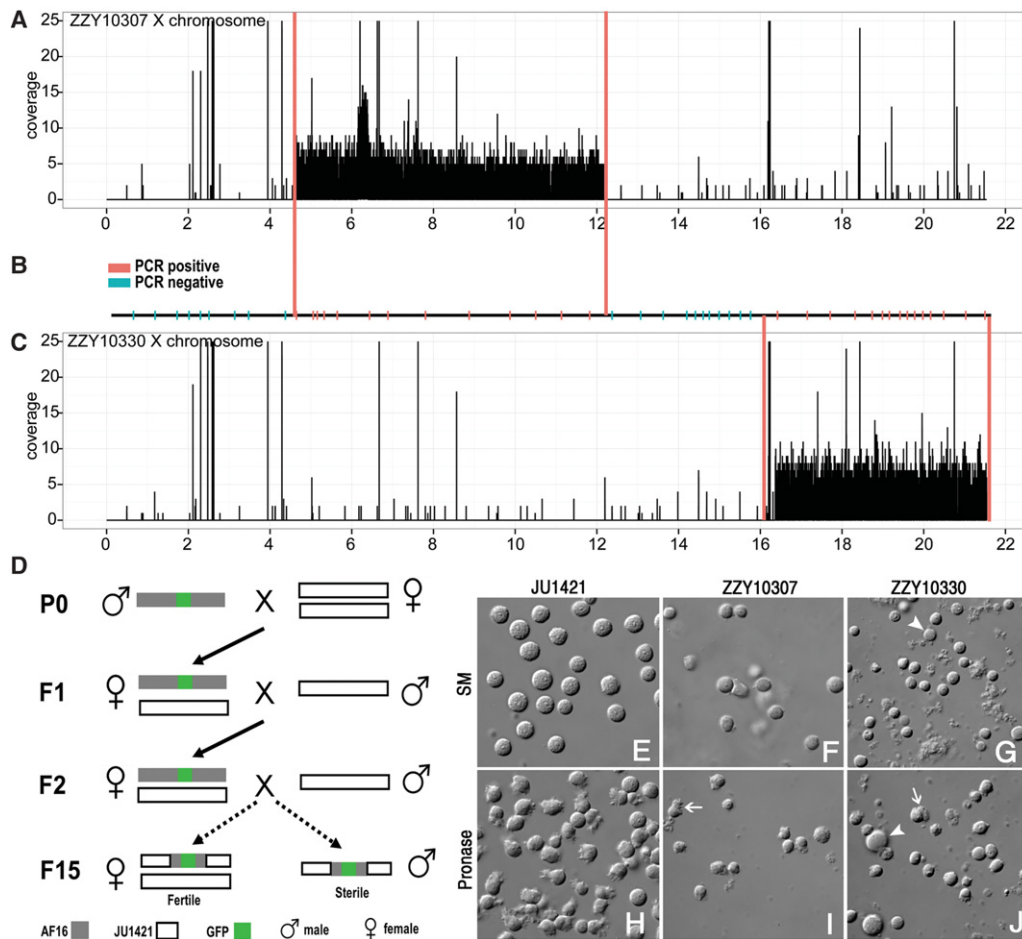 A
ZZY10307 X chromosome
coverage
25
20
15
10
5
0
0 2 4 6 8 10 12 14 16 18 20 22
B
PCR positive
PCR negative
C
ZZY10330 X chromosome
coverage
25
20
15
10
5
0
0 2 4 6 8 10 12 14 16 18 20 22
D
P0
♂ X ♀
F1
♀ X ♂
F2
♀ X ♂
F15
♀ ♂
Fertile Sterile
AF16 JU1421 GFP ♂ male ♀ female
JU1421 ZZY10307 ZZY10330
SM
E F G
Pronase
H I J